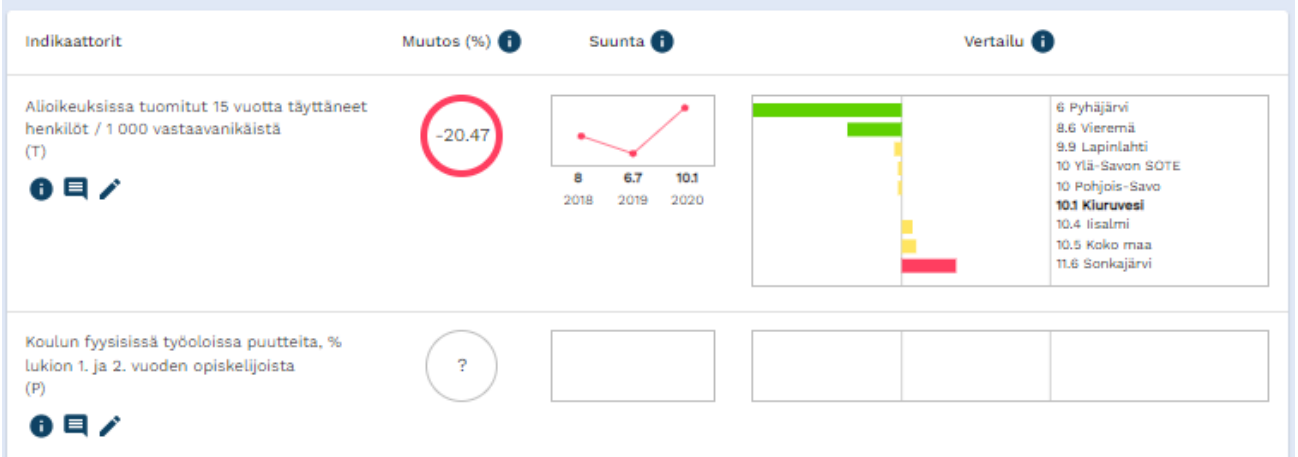 Indikaattorit
Muutos (%)
Suunta
Vertailu
Alioikeuksissa tuomitut 15 vuotta täyttäneet
henkilöt / 1 000 vastaavanikäistä
(T)
-20.47
8 6.7 10.1
2018 2019 2020
6 Pyhäjärvi
8.6 Vieremä
9.9 Lapinlahti
10 Ylä-Savon SOTE
10 Pohjois-Savo
10.1 Kiuruvesi
10.4 Iisalmi
10.5 Koko maa
11.6 Sonkajärvi
Koulun fyysisissä työoloissa puutteita, %
lukion 1. ja 2. vuoden opiskelijoista
(P)
?